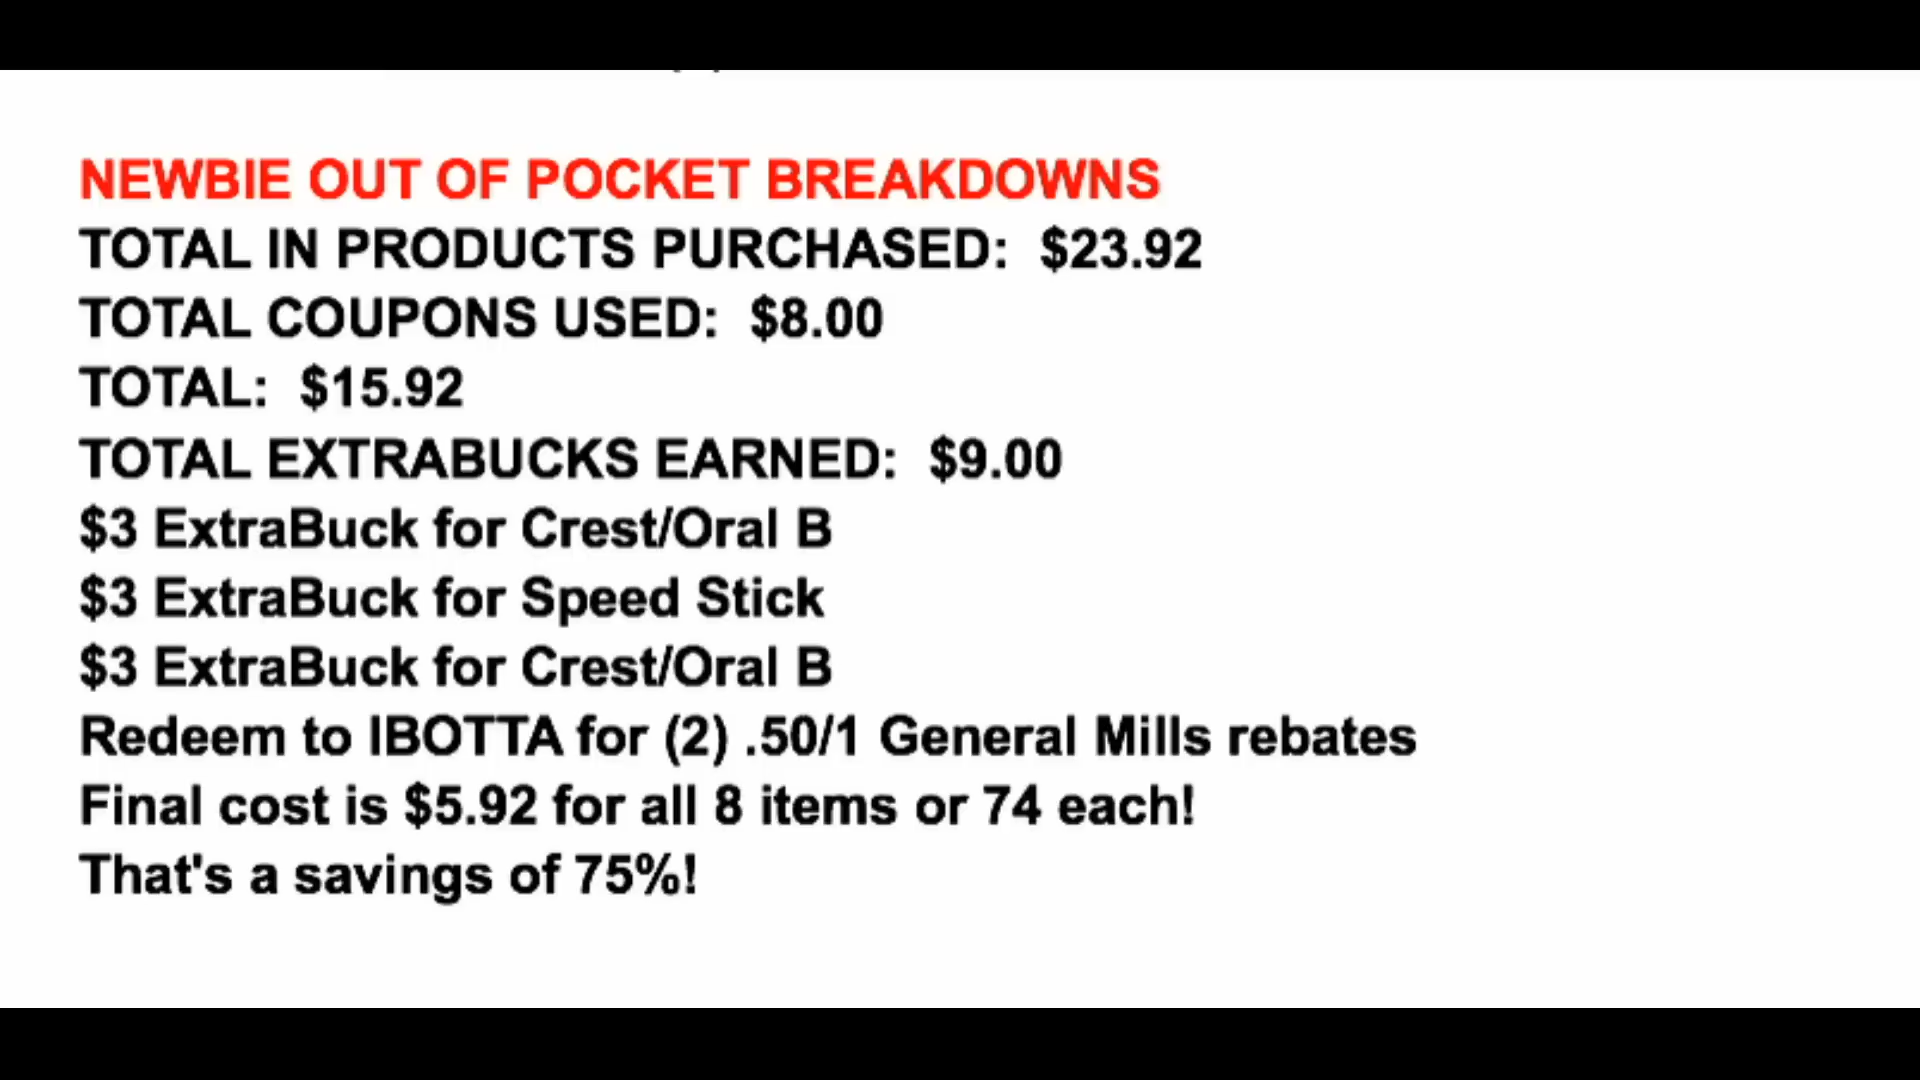 NEWBIE OUT OF POCKET BREAKDOWNS
TOTAL IN PRODUCTS PURCHASED:  $23.92
TOTAL COUPONS USED:  $8.00
TOTAL:  $15.92
TOTAL EXTRABUCKS EARNED:  $9.00
$3 ExtraBuck for Crest/Oral B
$3 ExtraBuck for Speed Stick
$3 ExtraBuck for Crest/Oral B
Redeem to IBOTTA for (2) .50/1 General Mills rebates
Final cost is $5.92 for all 8 items or 74 each!
That's a savings of 75%!